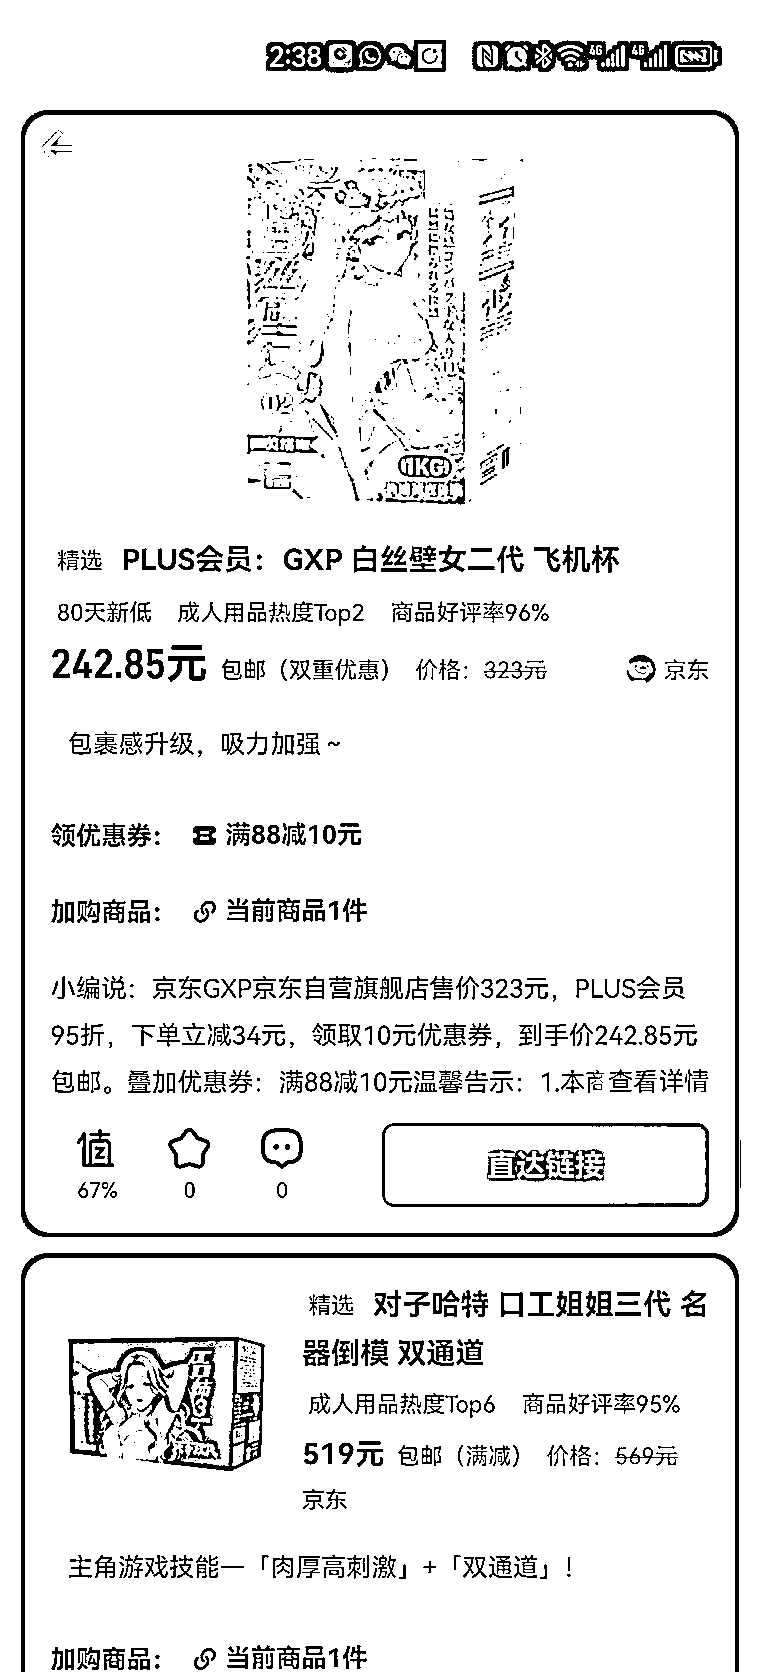 2:38
4G 4G
1KG
精选 PLUS会员：GXP 白丝壁女二代 飞机杯
80天新低 成人用品热度Top2 商品好评率96%
242.85元 包邮（双重优惠） 价格：323元 京东
包裹感升级，吸力加强~
领优惠券： 满88减10元
加购商品： 当前商品1件
小编说：京东GXP京东自营旗舰店售价323元，PLUS会员
95折，下单立减34元，领取10元优惠券，到手价242.85元
包邮。叠加优惠券：满88减10元温馨告示：1.本商查看详情
值
67% 0 0
直达链接
精选 对子哈特 口工姐姐三代 名
器倒模 双通道
成人用品热度Top6 商品好评率95%
519元 包邮（满减） 价格：569元
京东
主角游戏技能—「肉厚高刺激」+「双通道」！
加购商品： 当前商品1件